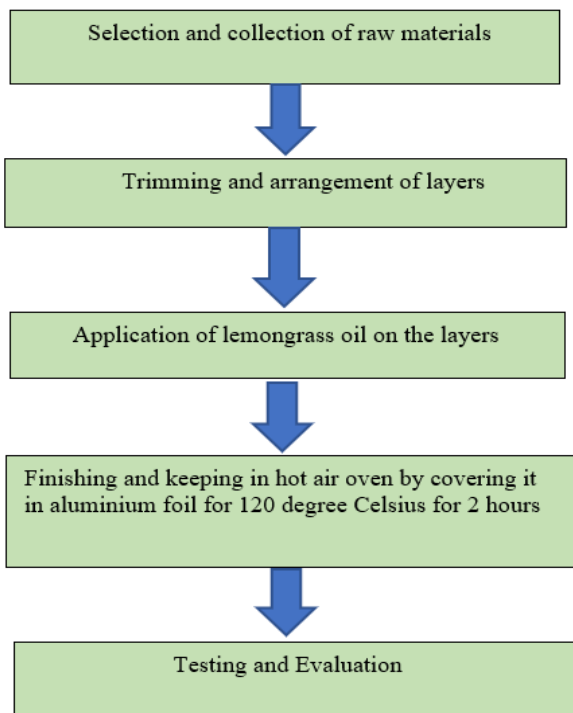 Selection and collection of raw materials
Trimming and arrangement of layers
Application of lemongrass oil on the layers
Finishing and keeping in hot air oven by covering it
in aluminium foil for 120 degree Celsius for 2 hours
Testing and Evaluation